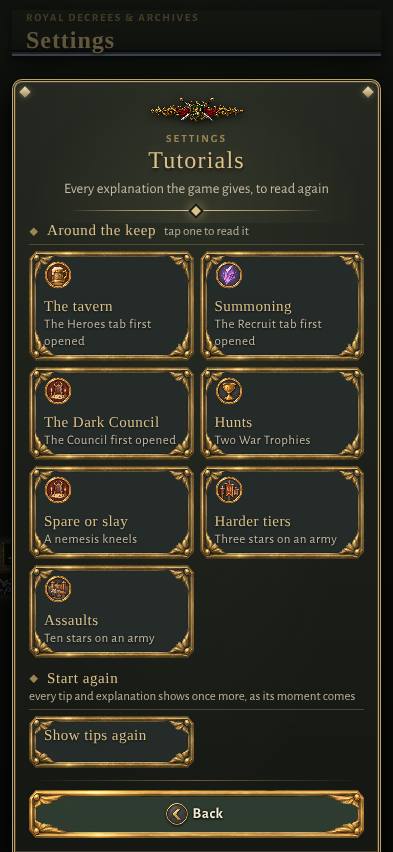 ROYAL DECREES & ARCHIVES
Settings
SETTINGS
Tutorials
Every explanation the game gives, to read again
Around the keep tap one to read it
The tavern
The Heroes tab first
opened
Summoning
The Recruit tab first
opened
The Dark Council
The Council first opened
Hunts
Two War Trophies
Spare or slay
A nemesis kneels
Harder tiers
Three stars on an army
Assaults
Ten stars on an army
Start again
every tip and explanation shows once more, as its moment comes
Show tips again
Back